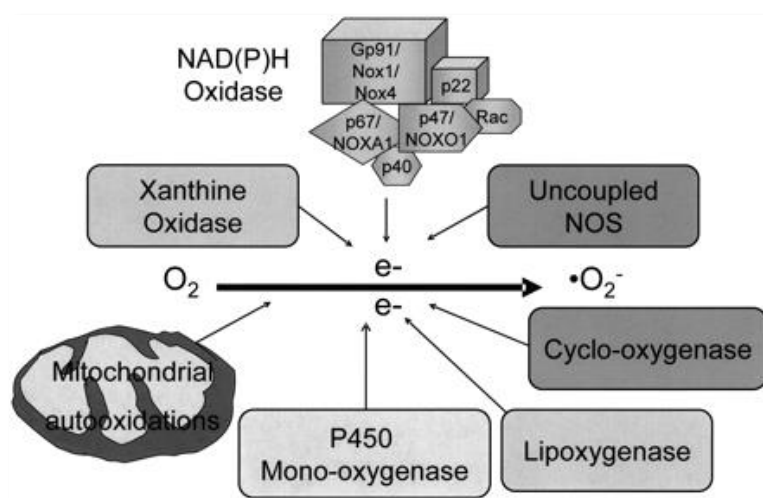 NAD(P)H
Oxidase
Gp91/
Nox1/
Nox4
p22
p67/
NOXA1
p47/
NOXO1
Rac
p40
Xanthine
Oxidase
Uncoupled
NOS
O₂
e-
e-
•O₂⁻
Mitochondrial
autooxidations
Cyclo-oxygenase
P450
Mono-oxygenase
Lipoxygenase